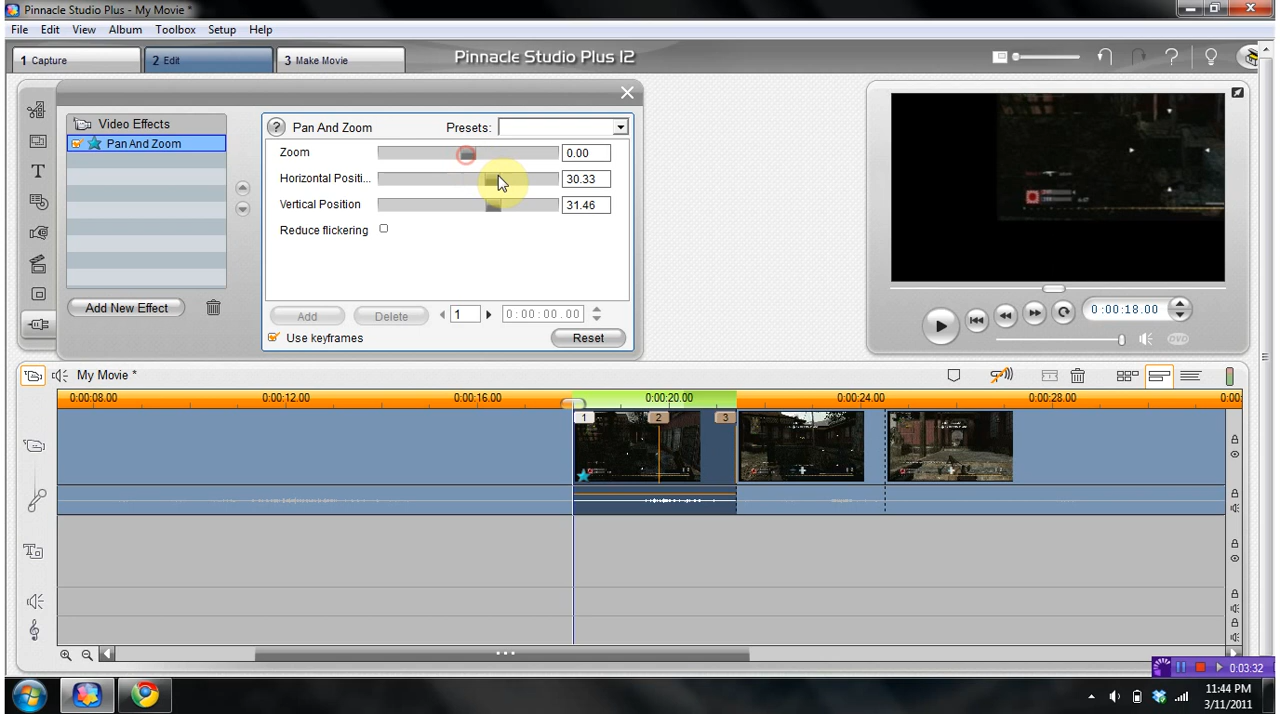 Pinnacle Studio Plus - My Movie *
File Edit View Album Toolbox Setup Help
1 Capture 2 Edit 3 Make Movie Pinnacle Studio Plus 12
Video Effects
Pan And Zoom
Add New Effect
? Pan And Zoom Presets:
Zoom 0.00
Horizontal Positi... 30.33
Vertical Position 31.46
Reduce flickering
Add Delete 1 0:00:00.00
Use keyframes Reset
0:00:18.00
DVD
My Movie *
0:00:08.00 0:00:12.00 0:00:16.00 0:00:20.00 0:00:24.00 0:00:28.00 0:00:
1 2 3
0:03:32
11:44 PM
3/11/2011